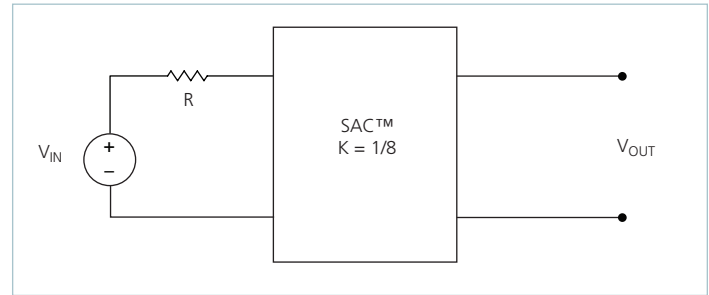 R
SAC™
K = 1/8
V_IN
+
–
V_OUT